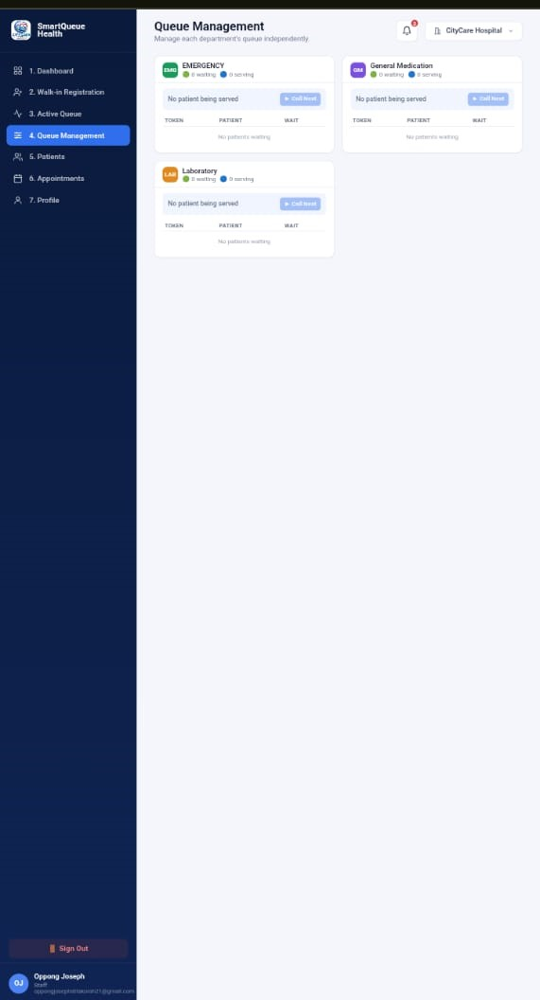 SmartQueue
Health
1. Dashboard
2. Walk-in Registration
3. Active Queue
4. Queue Management
5. Patients
6. Appointments
7. Profile
Sign Out
OJ
Oppong Joseph
Staff
Queue Management
Manage each department's queue independently.
CityCare Hospital
EMG
EMERGENCY
0 waiting 0 serving
No patient being served
Call Next
TOKEN PATIENT WAIT
No patients waiting
GM
General Medication
0 waiting 0 serving
No patient being served
Call Next
TOKEN PATIENT WAIT
No patients waiting
LAB
Laboratory
0 waiting 0 serving
No patient being served
Call Next
TOKEN PATIENT WAIT
No patients waiting